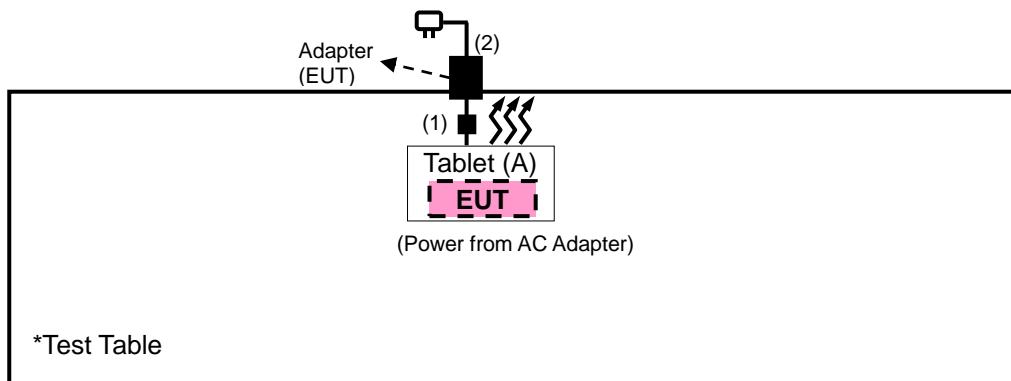 (2)
Adapter
(EUT)
(1)
Tablet (A)
EUT
(Power from AC Adapter)
*Test Table